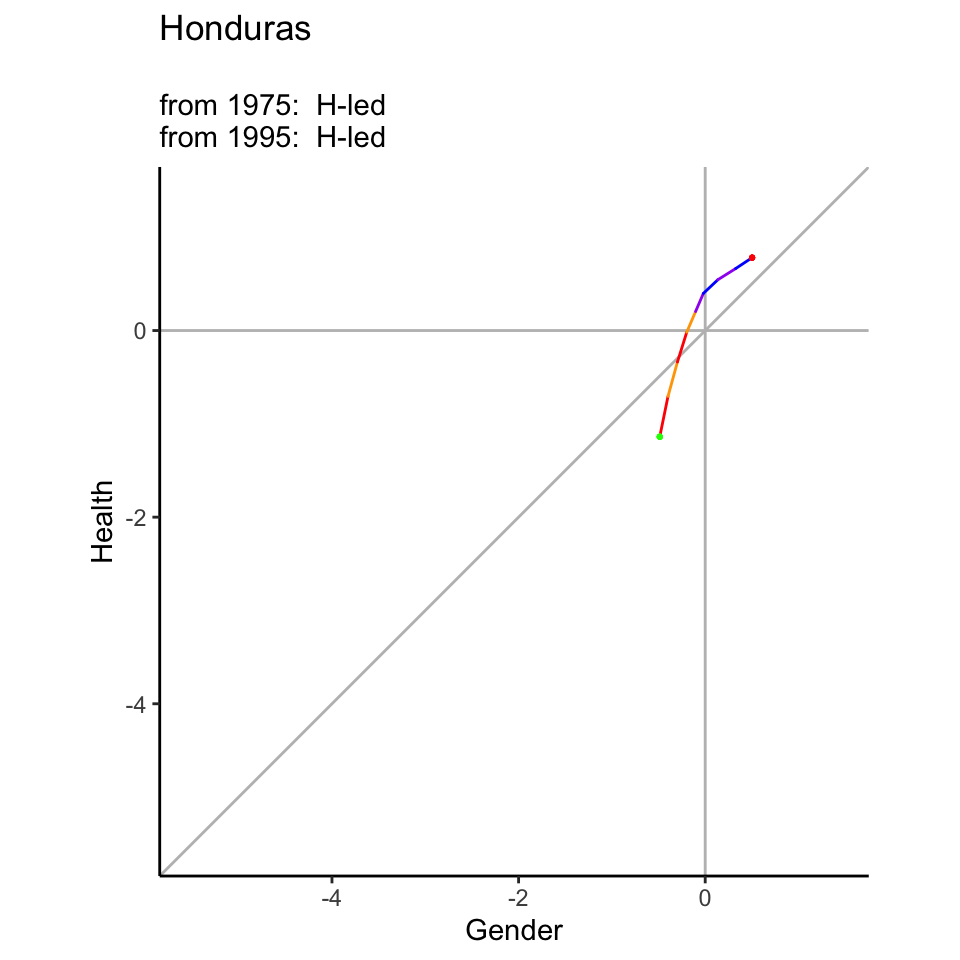 Honduras
from 1975:  H-led
from 1995:  H-led
0
-2
-4
Health
-4
-2
0
Gender